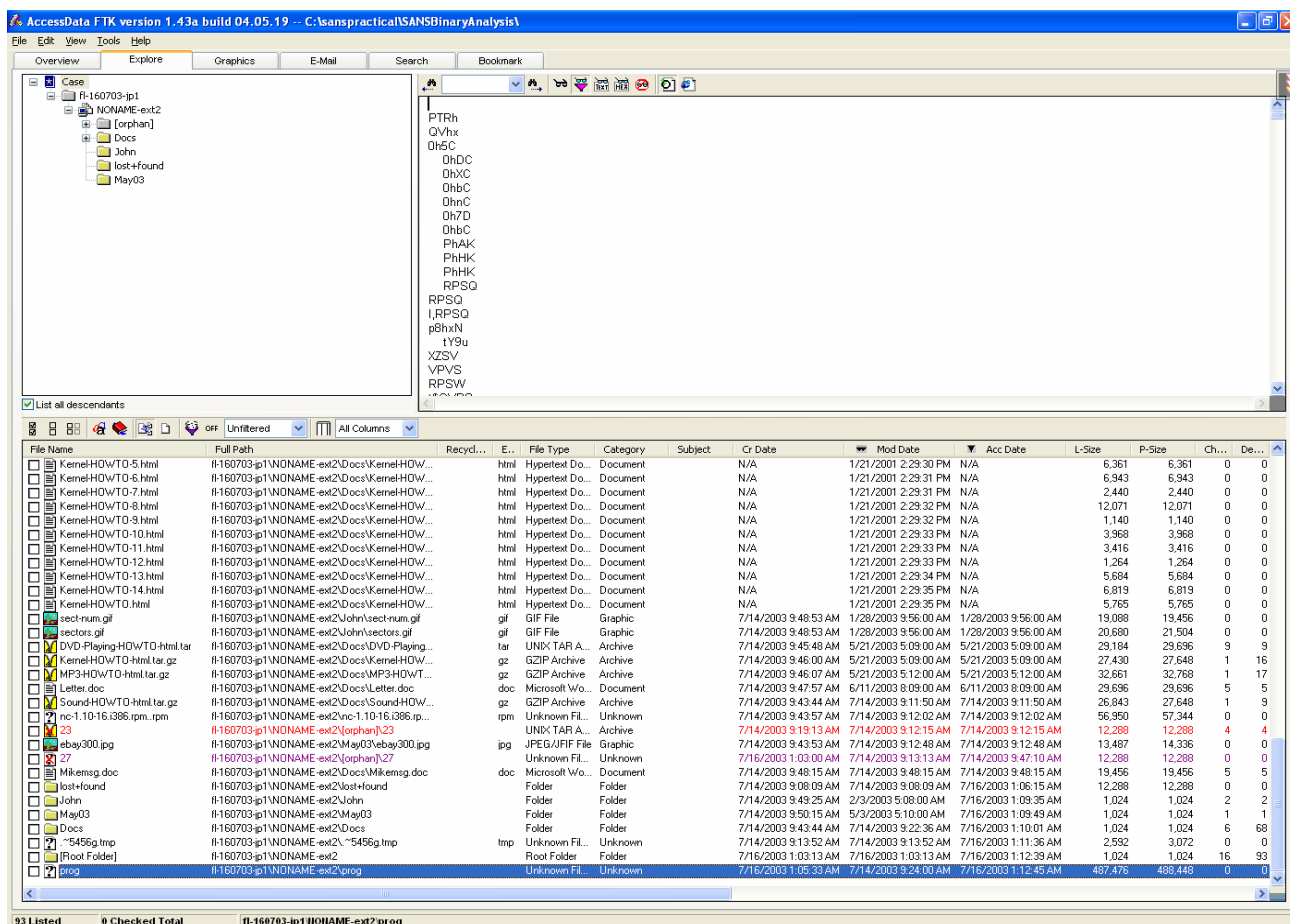 AccessData FTK version 1.43a build 04.05.19 -- C:\sanspractical\SANSBinaryAnalysis\
File Edit View Tools Help
Overview Explore Graphics E-Mail Search Bookmark
Case
fl-160703-jp1
NONAME-ext2
[orphan]
Docs
John
lost+found
May03
PTRh
QVhx
0h5C
0hDC
0hXC
0hbC
0hnC
0h7D
0hbC
PhAK
PhHK
PhHK
RPSQ
RPSQ
I,RPSQ
p8hxN
tY9u
XZSV
VPVS
RPSW
List all descendants
OFF Unfiltered All Columns
File Name Full Path Recycl... E.. File Type Category Subject Cr Date Mod Date Acc Date L-Size P-Size Ch... De...
Kernel-HOWTO-5.html fl-160703-jp1\NONAME-ext2\Docs\Kernel-HOW... html Hypertext Do... Document N/A 1/21/2001 2:29:30 PM N/A 6,361 6,361 0 0
Kernel-HOWTO-6.html fl-160703-jp1\NONAME-ext2\Docs\Kernel-HOW... html Hypertext Do... Document N/A 1/21/2001 2:29:31 PM N/A 6,943 6,943 0 0
Kernel-HOWTO-7.html fl-160703-jp1\NONAME-ext2\Docs\Kernel-HOW... html Hypertext Do... Document N/A 1/21/2001 2:29:31 PM N/A 2,440 2,440 0 0
Kernel-HOWTO-8.html fl-160703-jp1\NONAME-ext2\Docs\Kernel-HOW... html Hypertext Do... Document N/A 1/21/2001 2:29:32 PM N/A 12,071 12,071 0 0
Kernel-HOWTO-9.html fl-160703-jp1\NONAME-ext2\Docs\Kernel-HOW... html Hypertext Do... Document N/A 1/21/2001 2:29:32 PM N/A 1,140 1,140 0 0
Kernel-HOWTO-10.html fl-160703-jp1\NONAME-ext2\Docs\Kernel-HOW... html Hypertext Do... Document N/A 1/21/2001 2:29:33 PM N/A 3,968 3,968 0 0
Kernel-HOWTO-11.html fl-160703-jp1\NONAME-ext2\Docs\Kernel-HOW... html Hypertext Do... Document N/A 1/21/2001 2:29:33 PM N/A 3,416 3,416 0 0
Kernel-HOWTO-12.html fl-160703-jp1\NONAME-ext2\Docs\Kernel-HOW... html Hypertext Do... Document N/A 1/21/2001 2:29:33 PM N/A 1,264 1,264 0 0
Kernel-HOWTO-13.html fl-160703-jp1\NONAME-ext2\Docs\Kernel-HOW... html Hypertext Do... Document N/A 1/21/2001 2:29:34 PM N/A 5,684 5,684 0 0
Kernel-HOWTO-14.html fl-160703-jp1\NONAME-ext2\Docs\Kernel-HOW... html Hypertext Do... Document N/A 1/21/2001 2:29:35 PM N/A 6,819 6,819 0 0
Kernel-HOWTO.html fl-160703-jp1\NONAME-ext2\Docs\Kernel-HOW... html Hypertext Do... Document N/A 1/21/2001 2:29:35 PM N/A 5,765 5,765 0 0
sect-num.gif fl-160703-jp1\NONAME-ext2\John\sect-num.gif gif GIF File Graphic 7/14/2003 9:48:53 AM 1/28/2003 9:56:00 AM 1/28/2003 9:56:00 AM 19,088 19,456 0 0
sectors.gif fl-160703-jp1\NONAME-ext2\John\sectors.gif gif GIF File Graphic 7/14/2003 9:48:53 AM 1/28/2003 9:56:00 AM 1/28/2003 9:56:00 AM 20,680 21,504 0 0
DVD-Playing-HOWTO-html.tar fl-160703-jp1\NONAME-ext2\Docs\DVD-Playing... tar UNIX TAR A... Archive 7/14/2003 9:45:48 AM 5/21/2003 5:09:00 AM 5/21/2003 5:09:00 AM 29,184 29,696 9 9
Kernel-HOWTO-html.tar.gz fl-160703-jp1\NONAME-ext2\Docs\Kernel-HOW... gz GZIP Archive Archive 7/14/2003 9:46:00 AM 5/21/2003 5:09:00 AM 5/21/2003 5:09:00 AM 27,430 27,648 1 16
MP3-HOWTO-html.tar.gz fl-160703-jp1\NONAME-ext2\Docs\MP3-HOWT... gz GZIP Archive Archive 7/14/2003 9:46:07 AM 5/21/2003 5:12:00 AM 5/21/2003 5:12:00 AM 32,661 32,768 1 17
Letter.doc fl-160703-jp1\NONAME-ext2\Docs\Letter.doc doc Microsoft Wo... Document 7/14/2003 9:47:57 AM 6/11/2003 8:09:00 AM 6/11/2003 8:09:00 AM 29,696 29,696 5 5
Sound-HOWTO-html.tar.gz fl-160703-jp1\NONAME-ext2\Docs\Sound-HOW... gz GZIP Archive Archive 7/14/2003 9:43:44 AM 7/14/2003 9:11:50 AM 7/14/2003 9:11:50 AM 26,843 27,648 1 9
nc-1.10-16.i386.rpm..rpm fl-160703-jp1\NONAME-ext2\nc-1.10-16.i386.rp... rpm Unknown Fil... Unknown 7/14/2003 9:43:57 AM 7/14/2003 9:12:02 AM 7/14/2003 9:12:02 AM 56,950 57,344 0 0
23 fl-160703-jp1\NONAME-ext2\[orphan]\23 UNIX TAR A... Archive 7/14/2003 9:19:13 AM 7/14/2003 9:12:15 AM 7/14/2003 9:12:15 AM 12,288 12,288 4 4
ebay300.jpg fl-160703-jp1\NONAME-ext2\May03\ebay300.jpg jpg JPEG/JFIF File Graphic 7/14/2003 9:43:53 AM 7/14/2003 9:12:48 AM 7/14/2003 9:12:48 AM 13,487 14,336 0 0
27 fl-160703-jp1\NONAME-ext2\[orphan]\27 Unknown Fil... Unknown 7/16/2003 1:03:00 AM 7/14/2003 9:13:13 AM 7/14/2003 9:47:10 AM 12,288 12,288 0 0
Mikemsg.doc fl-160703-jp1\NONAME-ext2\Docs\Mikemsg.doc doc Microsoft Wo... Document 7/14/2003 9:48:15 AM 7/14/2003 9:48:15 AM 7/14/2003 9:48:15 AM 19,456 19,456 5 5
lost+found fl-160703-jp1\NONAME-ext2\lost+found Folder Folder 7/14/2003 9:08:09 AM 7/14/2003 9:08:09 AM 7/16/2003 1:06:15 AM 12,288 12,288 0 0
John fl-160703-jp1\NONAME-ext2\John Folder Folder 7/14/2003 9:49:25 AM 2/3/2003 5:08:00 AM 7/16/2003 1:09:35 AM 1,024 1,024 2 2
May03 fl-160703-jp1\NONAME-ext2\May03 Folder Folder 7/14/2003 9:50:15 AM 5/3/2003 5:10:00 AM 7/16/2003 1:09:49 AM 1,024 1,024 1 1
Docs fl-160703-jp1\NONAME-ext2\Docs Folder Folder 7/14/2003 9:43:44 AM 7/14/2003 9:22:36 AM 7/16/2003 1:10:01 AM 1,024 1,024 6 68
.~5456g.tmp fl-160703-jp1\NONAME-ext2\.~5456g.tmp tmp Unknown Fil... Unknown 7/14/2003 9:13:52 AM 7/14/2003 9:13:52 AM 7/16/2003 1:11:36 AM 2,592 3,072 0 0
[Root Folder] fl-160703-jp1\NONAME-ext2 Root Folder Folder 7/16/2003 1:03:13 AM 7/16/2003 1:03:13 AM 7/16/2003 1:12:39 AM 1,024 1,024 16 93
prog fl-160703-jp1\NONAME-ext2\prog Unknown Fil... Unknown 7/16/2003 1:05:33 AM 7/14/2003 9:24:00 AM 7/16/2003 1:12:45 AM 487,476 488,448 0 0
93 Listed 0 Checked Total fl-160703-jp1\NONAME-ext2\prog